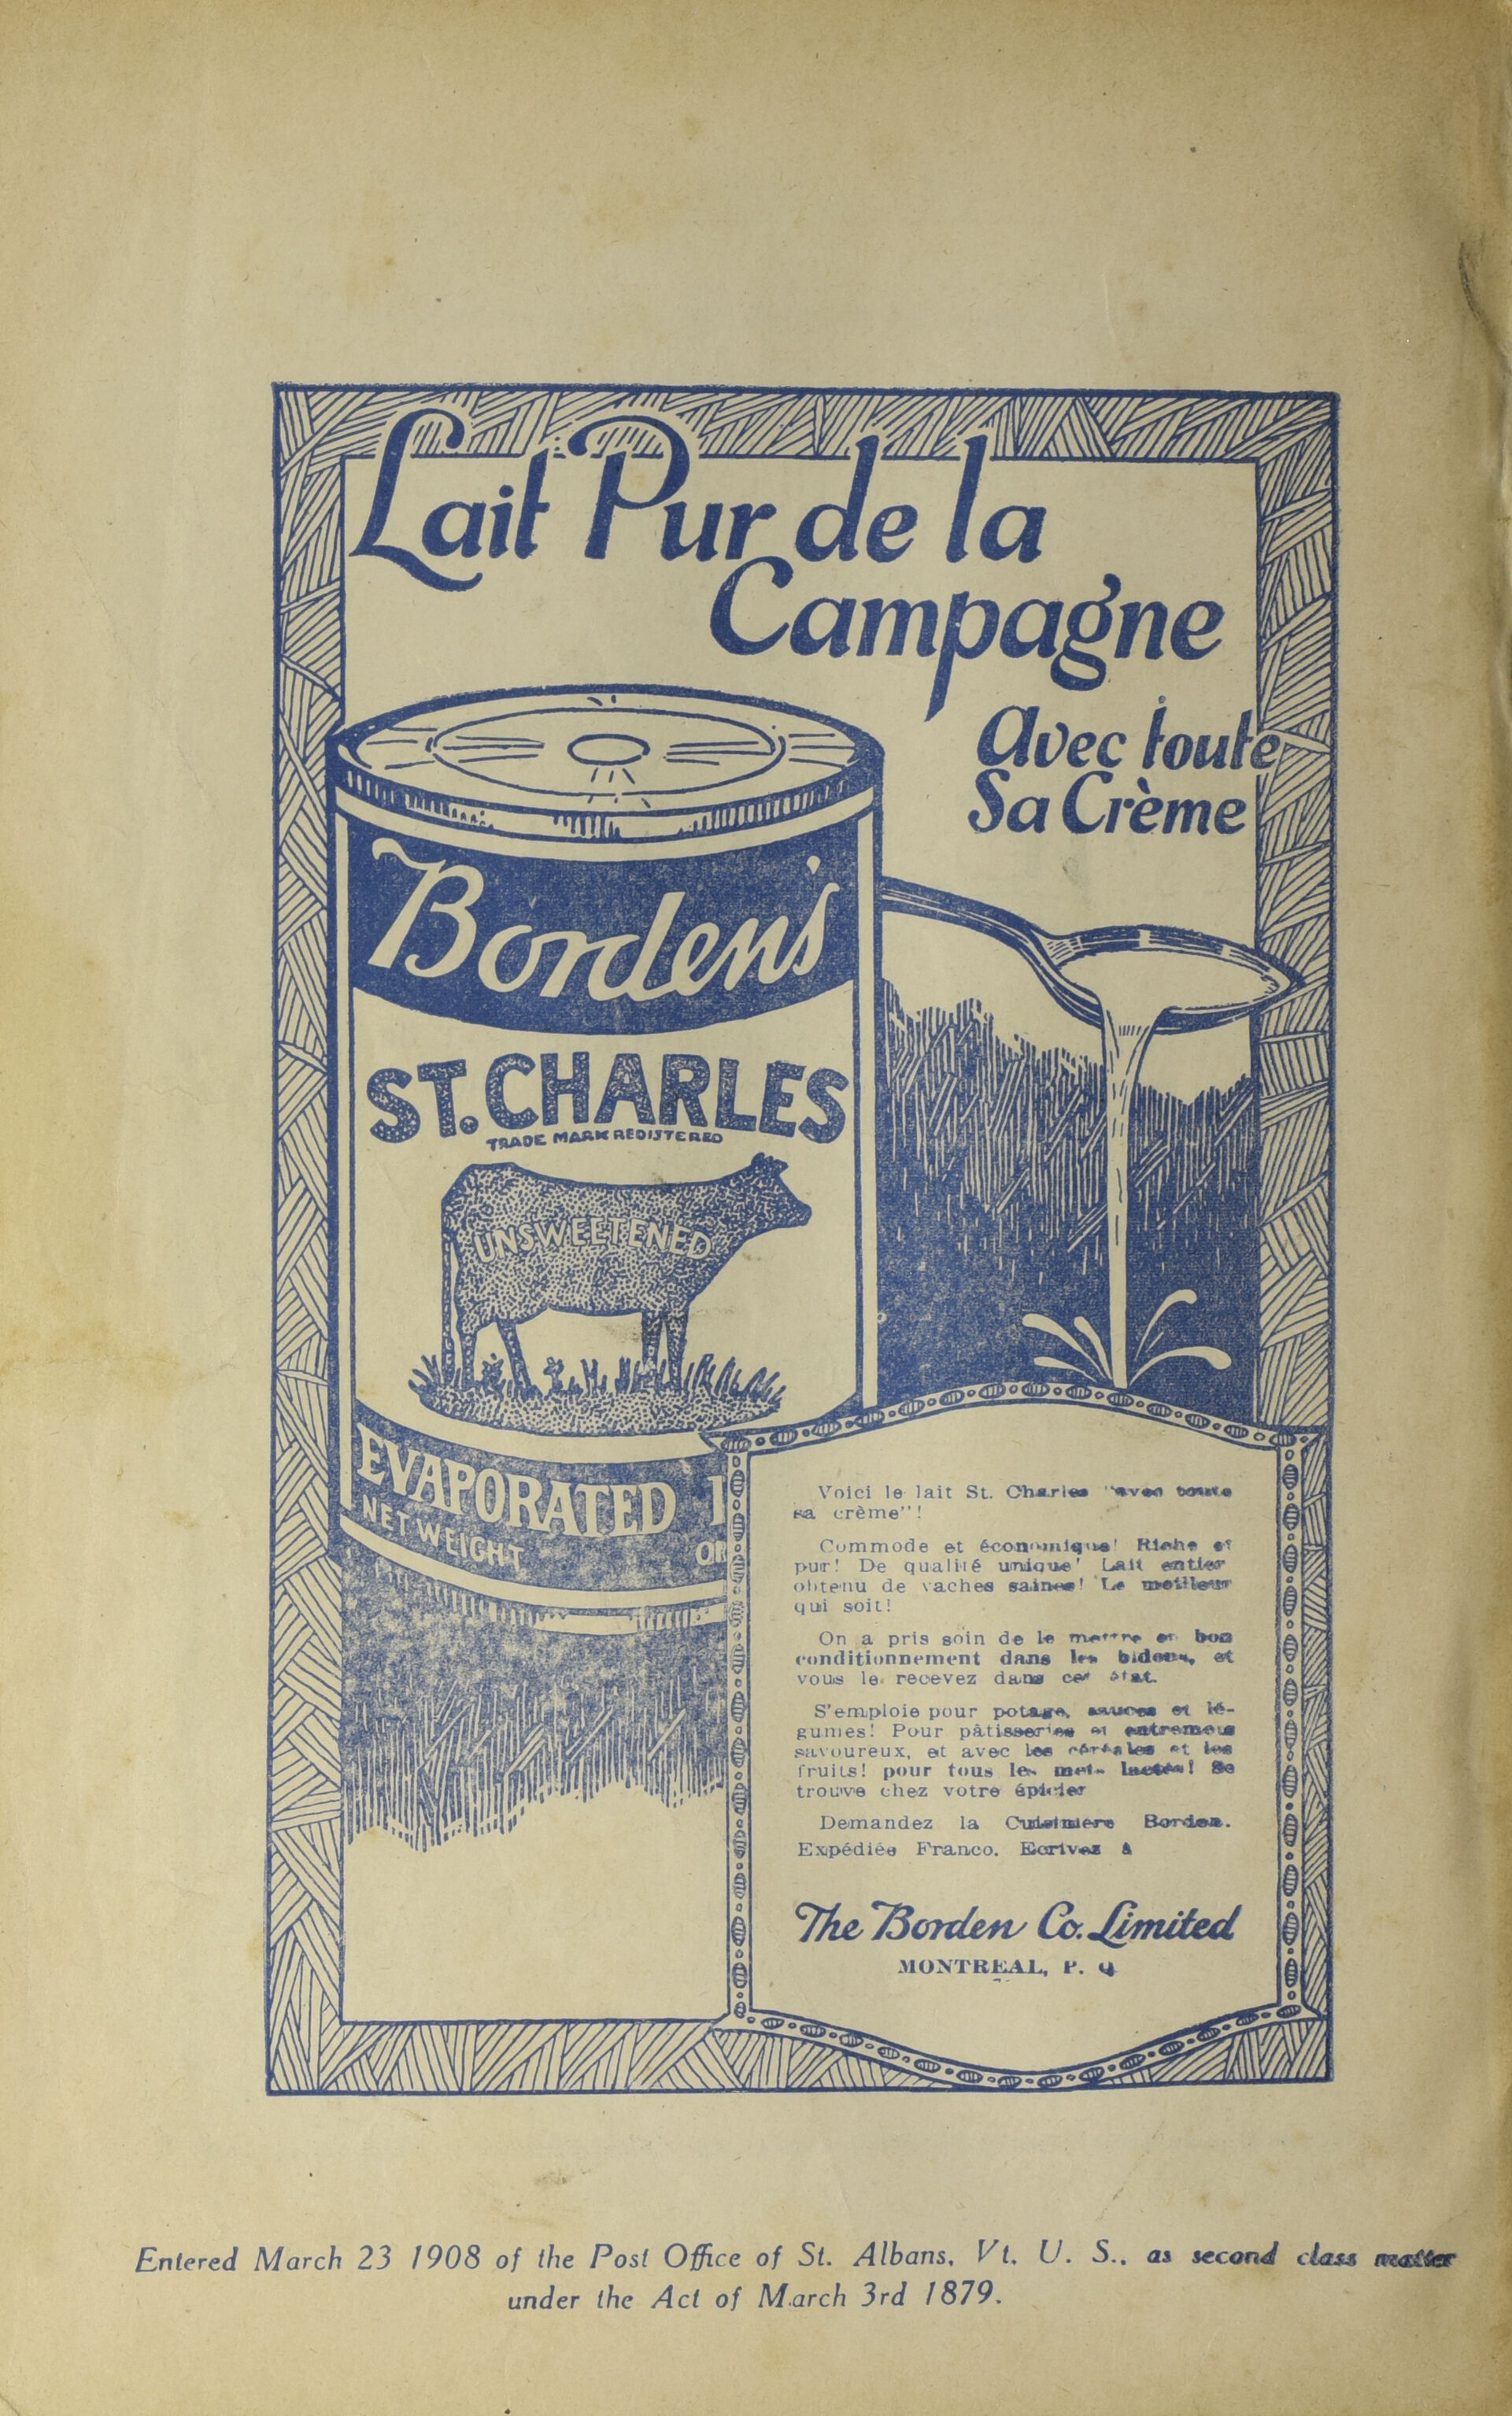 Lait Pur de la
Campagne
avec toute
Sa Crème
Borden's
ST. CHARLES
TRADE MARK REGISTERED
UNSWEETENED
EVAPORATED
NET WEIGHT
Voici le lait St. Charles "avec toute
sa crème"!
Commode et économique! Riche et
pur! De qualité unique! Lait entier
obtenu de vaches saines! Le meilleur
qui soit!
On a pris soin de le mettre en bon
conditionnement dans les bidons, et
vous le recevez dans cet état.
S'emploie pour potage, sauces et lé-
gumes! Pour pâtisseries et entremets
savoureux, et avec les céréales et les
fruits! pour tous les mets lactés! Se
trouve chez votre épicier
Demandez la Cuisiniere Borden.
Expédiée Franco. Ecrivez à
The Borden Co. Limited
MONTREAL, P. Q
Entered March 23 1908 of the Post Office of St. Albans, Vt. U. S., as second class matter
under the Act of March 3rd 1879.